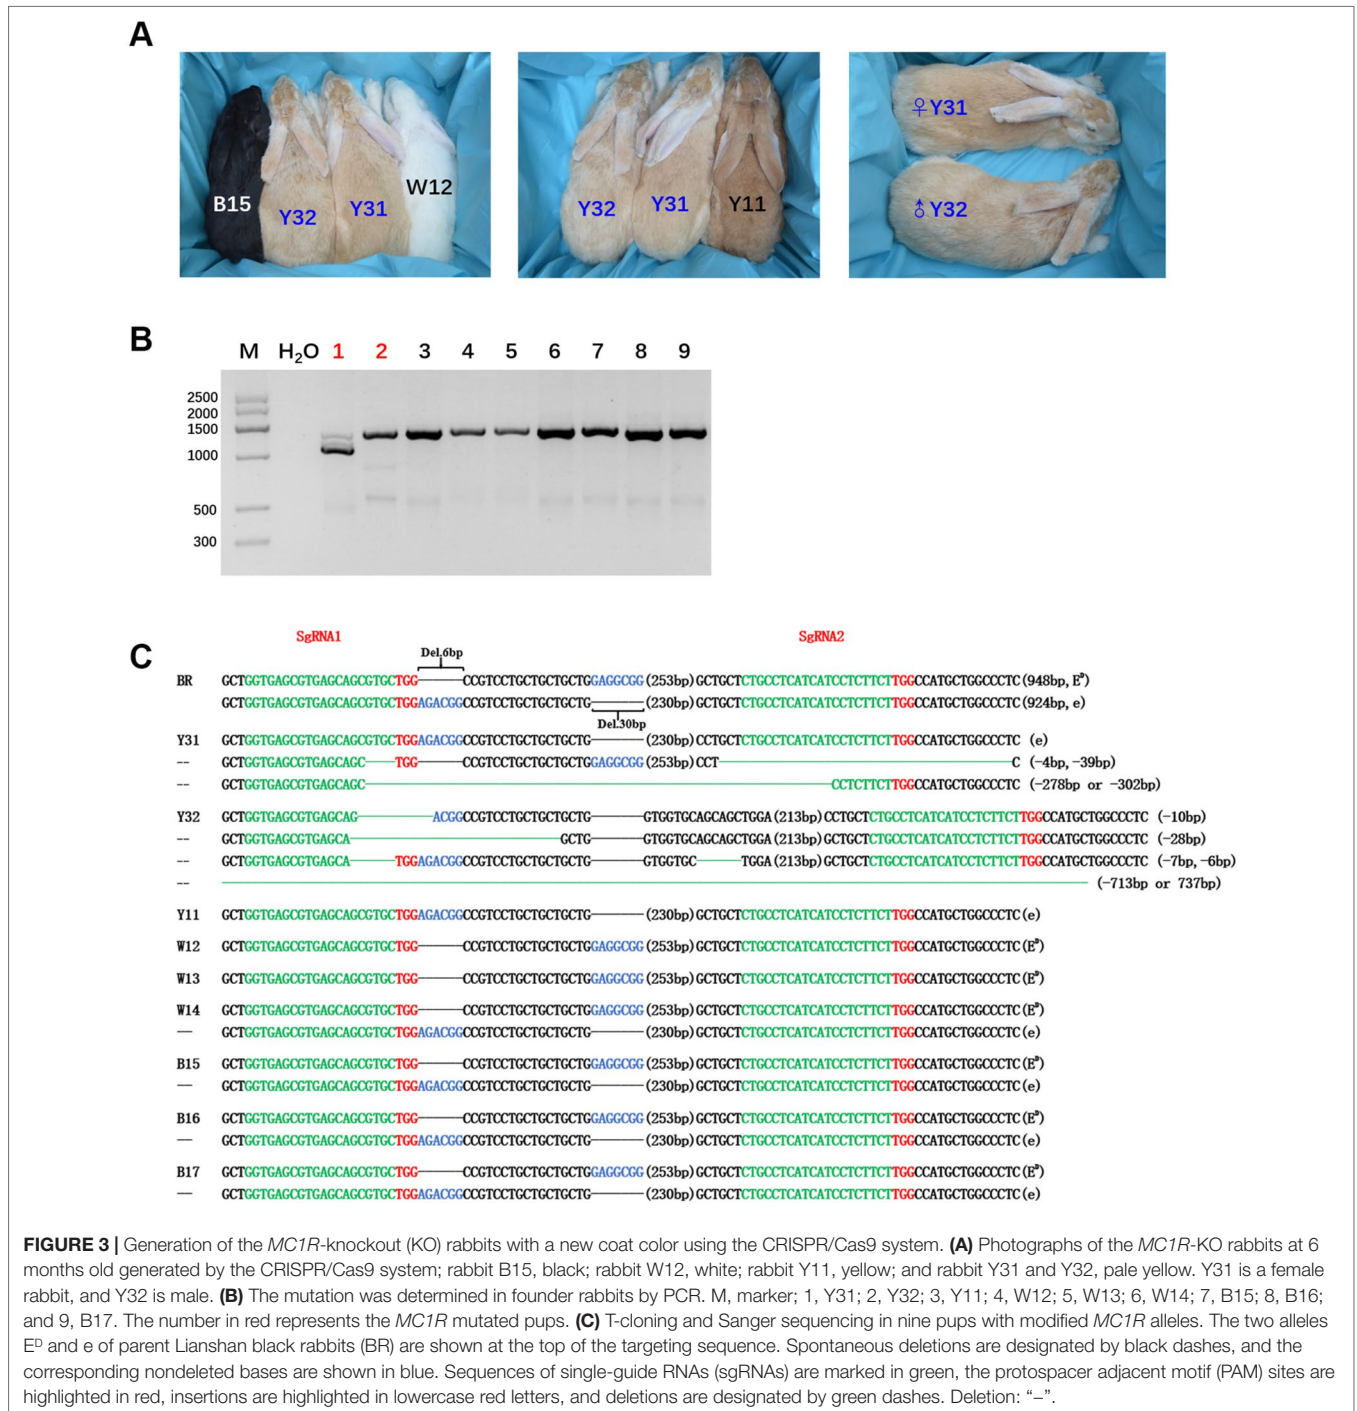 A
B15
Y32
Y31
W12
Y32
Y31
Y11
♀Y31
♂Y32
B
M H₂O 1 2 3 4 5 6 7 8 9
2500
2000
1500
1000
500
300
C
SgRNA1 SgRNA2
Del.6bp
BR GCTGGTGAGCGTGAGCAGCGTGCTGG------CCGTCCTGCTGCTGCTGGAGGCGG(253bp)GCTGCTCTGCCTCATCATCCTCTTCTTGGCCATGCTGGCCCTC(948bp,Eᴰ)
GCTGGTGAGCGTGAGCAGCGTGCTGGAGACGGCCGTCCTGCTGCTGCTG-------(230bp)GCTGCTCTGCCTCATCATCCTCTTCTTGGCCATGCTGGCCCTC(924bp,e)
Del.30bp
Y31 GCTGGTGAGCGTGAGCAGCGTGCTGGAGACGGCCGTCCTGCTGCTGCTG-------(230bp)CCTGCTCTGCCTCATCATCCTCTTCTTGGCCATGCTGGCCCTC (e)
-- GCTGGTGAGCGTGAGCAGC----TGG------CCGTCCTGCTGCTGCTGGAGGCGG(253bp)CCT---------------------------------------C (-4bp,-39bp)
-- GCTGGTGAGCGTGAGCAGC--------------------CCTCTTCTTGGCCATGCTGGCCCTC (-278bp or -302bp)
Y32 GCTGGTGAGCGTGAGCAG----------ACGGCCGTCCTGCTGCTGCTG-------GTGGTGCAGCAGCTGGA(213bp)CCTGCTCTGCCTCATCATCCTCTTCTTGGCCATGCTGGCCCTC (-10bp)
-- GCTGGTGAGCGTGAGCA----------------------------GCTG-------GTGGTGCAGCAGCTGGA(213bp)GCTGCTCTGCCTCATCATCCTCTTCTTGGCCATGCTGGCCCTC (-28bp)
-- GCTGGTGAGCGTGAGCA------TGGAGACGGCCGTCCTGCTGCTGCTG-------GTGGTGC------TGGA(213bp)GCTGCTCTGCCTCATCATCCTCTTCTTGGCCATGCTGGCCCTC (-7bp,-6bp)
-- -------------------- (-713bp or 737bp)
Y11 GCTGGTGAGCGTGAGCAGCGTGCTGGAGACGGCCGTCCTGCTGCTGCTG-------(230bp)GCTGCTCTGCCTCATCATCCTCTTCTTGGCCATGCTGGCCCTC(e)
W12 GCTGGTGAGCGTGAGCAGCGTGCTGG------CCGTCCTGCTGCTGCTGGAGGCGG(253bp)GCTGCTCTGCCTCATCATCCTCTTCTTGGCCATGCTGGCCCTC(Eᴰ)
W13 GCTGGTGAGCGTGAGCAGCGTGCTGG------CCGTCCTGCTGCTGCTGGAGGCGG(253bp)GCTGCTCTGCCTCATCATCCTCTTCTTGGCCATGCTGGCCCTC(Eᴰ)
W14 GCTGGTGAGCGTGAGCAGCGTGCTGG------CCGTCCTGCTGCTGCTGGAGGCGG(253bp)GCTGCTCTGCCTCATCATCCTCTTCTTGGCCATGCTGGCCCTC(Eᴰ)
-- GCTGGTGAGCGTGAGCAGCGTGCTGGAGACGGCCGTCCTGCTGCTGCTG-------(230bp)GCTGCTCTGCCTCATCATCCTCTTCTTGGCCATGCTGGCCCTC(e)
B15 GCTGGTGAGCGTGAGCAGCGTGCTGG------CCGTCCTGCTGCTGCTGGAGGCGG(253bp)GCTGCTCTGCCTCATCATCCTCTTCTTGGCCATGCTGGCCCTC(Eᴰ)
-- GCTGGTGAGCGTGAGCAGCGTGCTGGAGACGGCCGTCCTGCTGCTGCTG-------(230bp)GCTGCTCTGCCTCATCATCCTCTTCTTGGCCATGCTGGCCCTC(e)
B16 GCTGGTGAGCGTGAGCAGCGTGCTGG------CCGTCCTGCTGCTGCTGGAGGCGG(253bp)GCTGCTCTGCCTCATCATCCTCTTCTTGGCCATGCTGGCCCTC(Eᴰ)
-- GCTGGTGAGCGTGAGCAGCGTGCTGGAGACGGCCGTCCTGCTGCTGCTG-------(230bp)GCTGCTCTGCCTCATCATCCTCTTCTTGGCCATGCTGGCCCTC(e)
B17 GCTGGTGAGCGTGAGCAGCGTGCTGG------CCGTCCTGCTGCTGCTGGAGGCGG(253bp)GCTGCTCTGCCTCATCATCCTCTTCTTGGCCATGCTGGCCCTC(Eᴰ)
-- GCTGGTGAGCGTGAGCAGCGTGCTGGAGACGGCCGTCCTGCTGCTGCTG-------(230bp)GCTGCTCTGCCTCATCATCCTCTTCTTGGCCATGCTGGCCCTC(e)
FIGURE 3 | Generation of the MC1R-knockout (KO) rabbits with a new coat color using the CRISPR/Cas9 system. (A) Photographs of the MC1R-KO rabbits at 6
months old generated by the CRISPR/Cas9 system; rabbit B15, black; rabbit W12, white; rabbit Y11, yellow; and rabbit Y31 and Y32, pale yellow. Y31 is a female
rabbit, and Y32 is male. (B) The mutation was determined in founder rabbits by PCR. M, marker; 1, Y31; 2, Y32; 3, Y11; 4, W12; 5, W13; 6, W14; 7, B15; 8, B16;
and 9, B17. The number in red represents the MC1R mutated pups. (C) T-cloning and Sanger sequencing in nine pups with modified MC1R alleles. The two alleles
Eᴰ and e of parent Lianshan black rabbits (BR) are shown at the top of the targeting sequence. Spontaneous deletions are designated by black dashes, and the
corresponding nondeleted bases are shown in blue. Sequences of single-guide RNAs (sgRNAs) are marked in green, the protospacer adjacent motif (PAM) sites are
highlighted in red, insertions are highlighted in lowercase red letters, and deletions are designated by green dashes. Deletion: “–”.